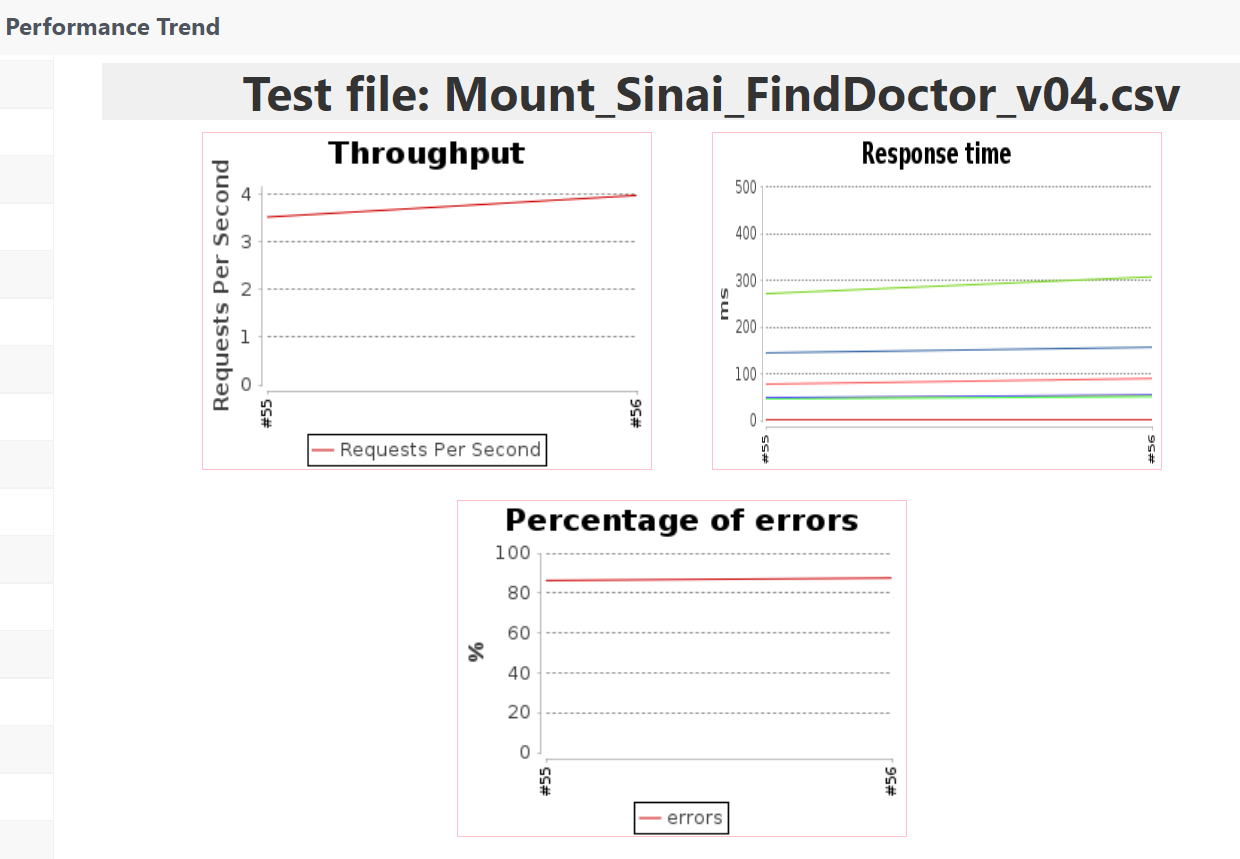 Performance Trend
Test file: Mount_Sinai_FindDoctor_v04.csv
Throughput
Requests Per Second
4
3
2
1
0
#55
#56
Requests Per Second
Response time
ms
500
400
300
200
100
0
#55
#56
Percentage of errors
%
100
80
60
40
20
0
#55
#56
errors